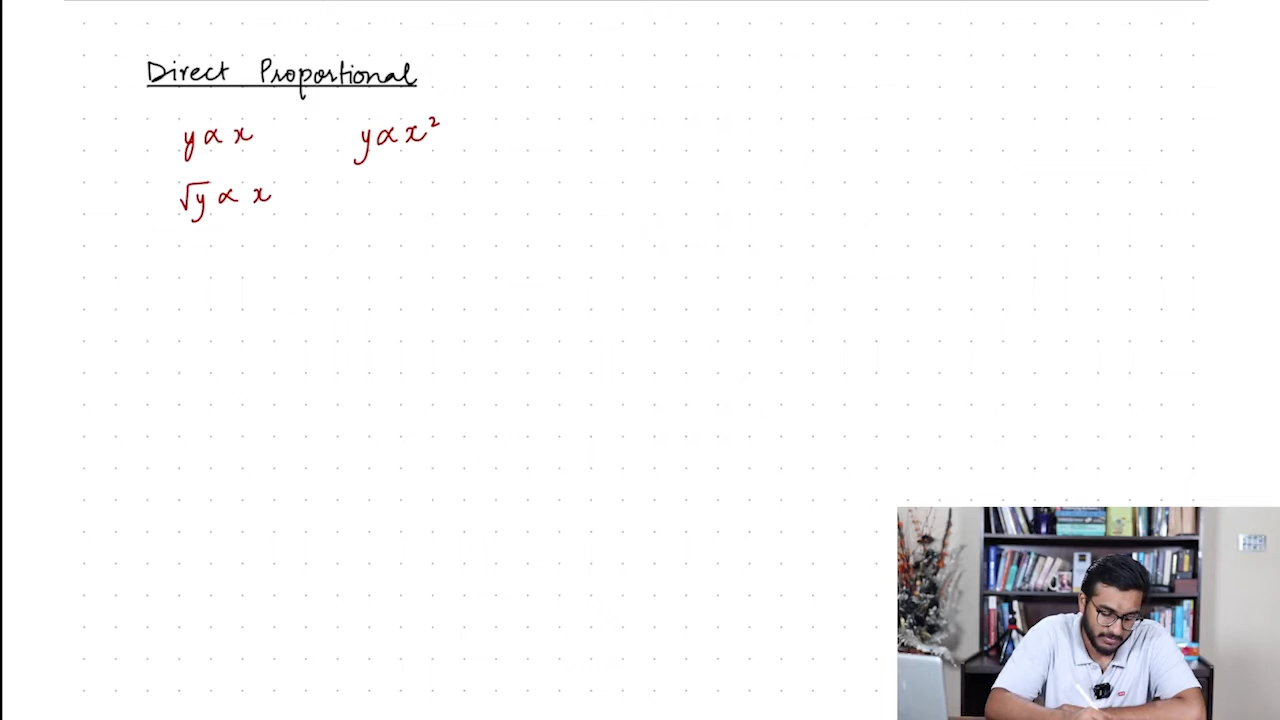 Direct Proportional
y ∝ x y ∝ x²
√y ∝ x